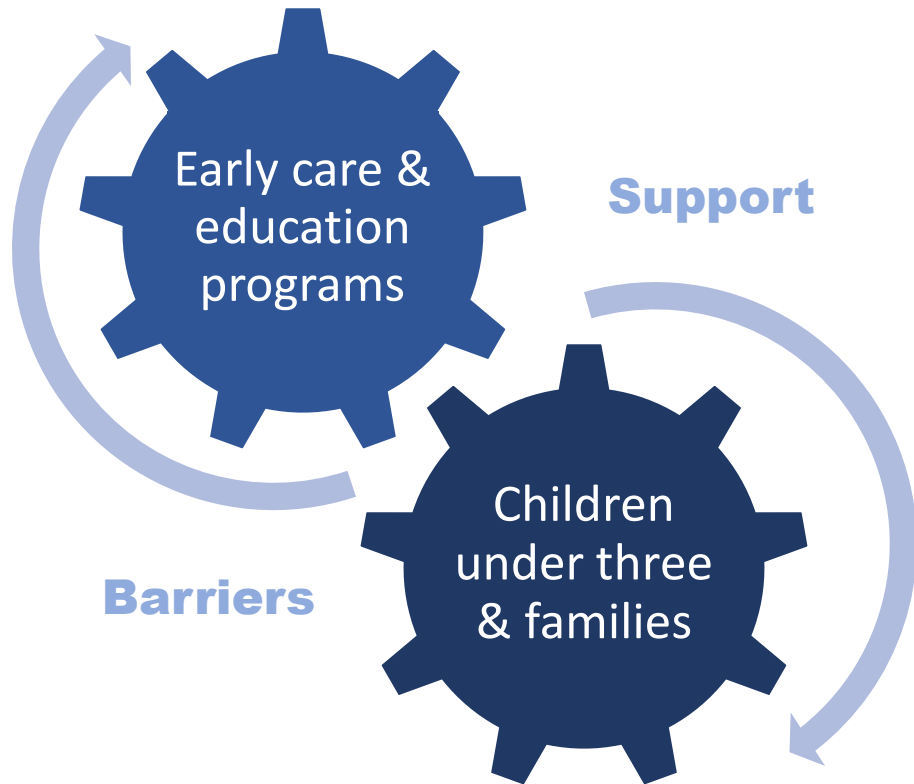 Early care &
education
programs
Support
Children
under three
& families
Barriers